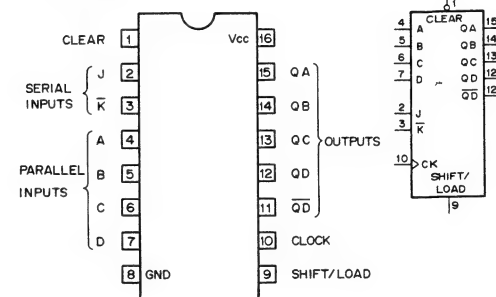 CLEAR 1
Vcc 16
J 2
SERIAL INPUTS
K̅ 3
A 4
PARALLEL INPUTS
B 5
C 6
D 7
8 GND
15 QA
14 QB
13 QC
OUTPUTS
12 QD
11 Q̅D̅
10 CLOCK
9 SHIFT/LOAD
1
CLEAR
4 A QA 15
5 B QB 14
6 C QC 13
7 D QD 12
Q̅D̅ 12
2 J
3 K̅
10 CK
SHIFT/
LOAD
9